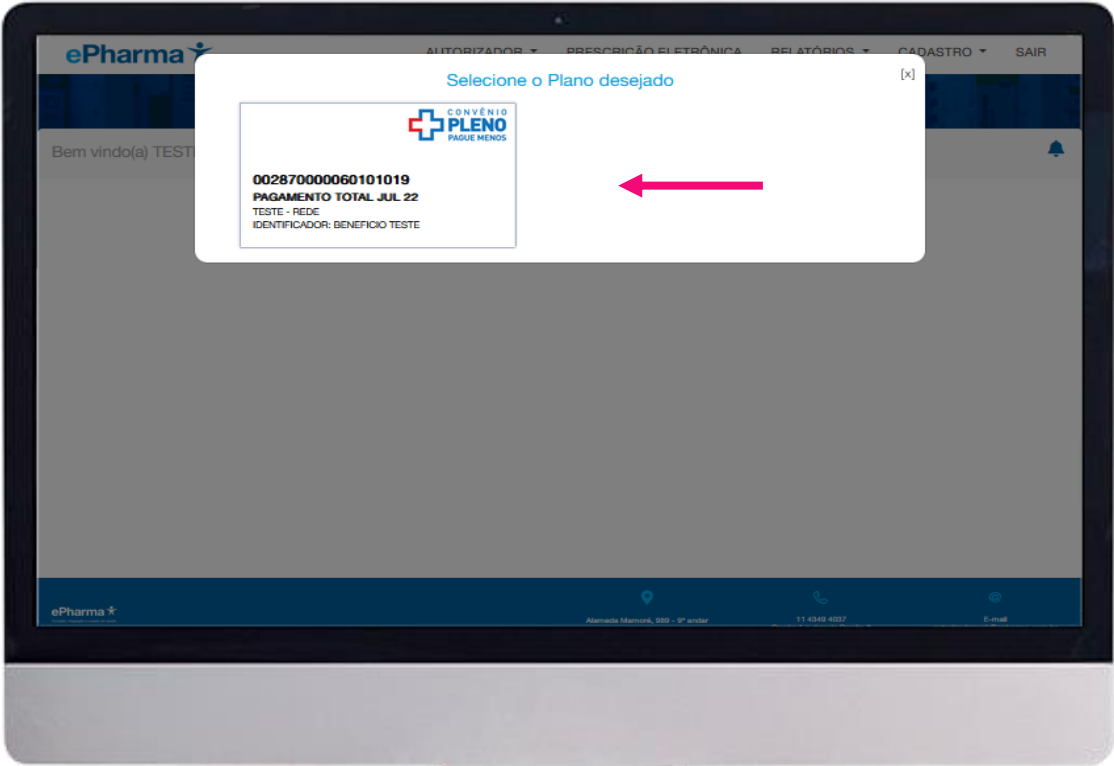 ePharma
AUTORIZADOR
PRESCRIÇÃO ELETRÔNICA
RELATÓRIOS
CADASTRO
SAIR
Selecione o Plano desejado
[x]
CONVÊNIO
PLENO
PAGUE MENOS
Bem vindo(a) TEST
002870000060101019
PAGAMENTO TOTAL JUL 22
TESTE - REDE
IDENTIFICADOR: BENEFICIO TESTE
ePharma
Alameda Mamoré, 989 - 9º andar
11 4349 4037
E-mail